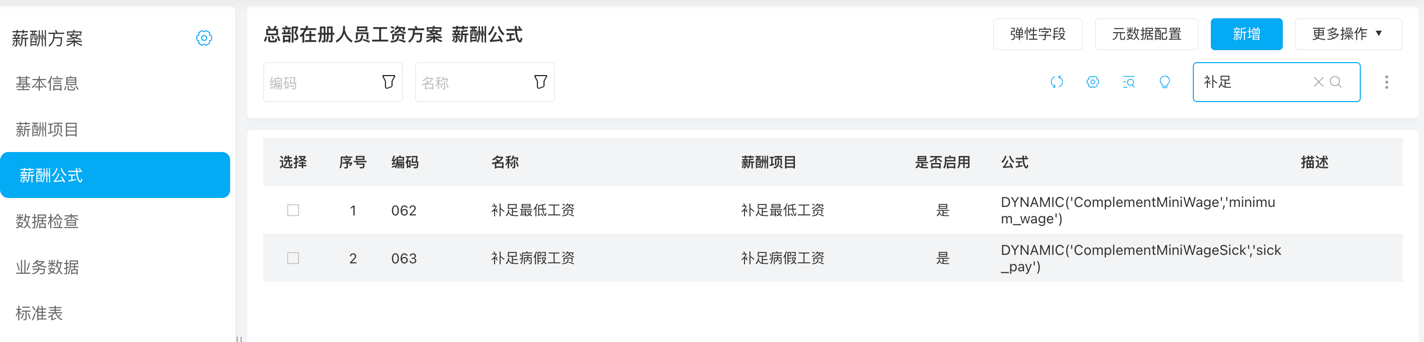 薪酬方案
基本信息
薪酬项目
薪酬公式
数据检查
业务数据
标准表
总部在册人员工资方案 薪酬公式
弹性字段
元数据配置
新增
更多操作
编码
名称
补足
选择 序号 编码 名称 薪酬项目 是否启用 公式 描述
1 062 补足最低工资 补足最低工资 是 DYNAMIC('ComplementMiniWage','minimu
m_wage')
2 063 补足病假工资 补足病假工资 是 DYNAMIC('ComplementMiniWageSick','sick
_pay')